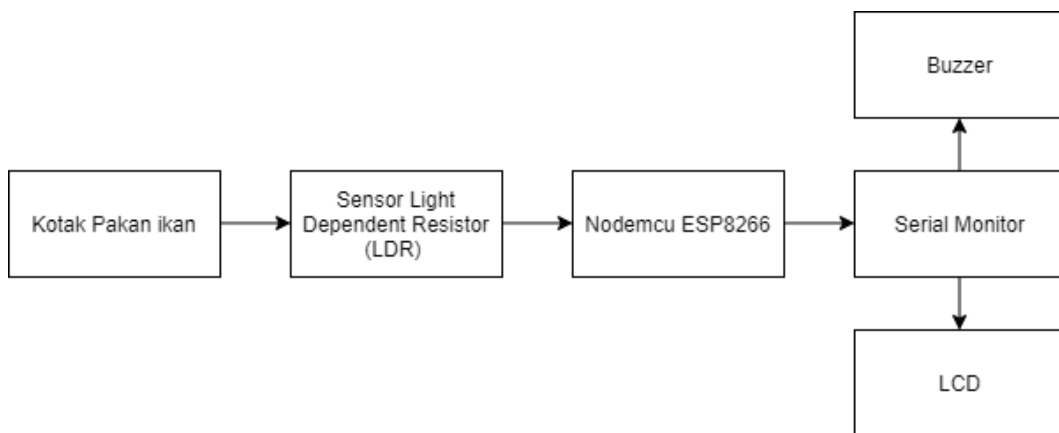 Buzzer
Kotak Pakan ikan
Sensor Light
Dependent Resistor
(LDR)
Nodemcu ESP8266
Serial Monitor
LCD